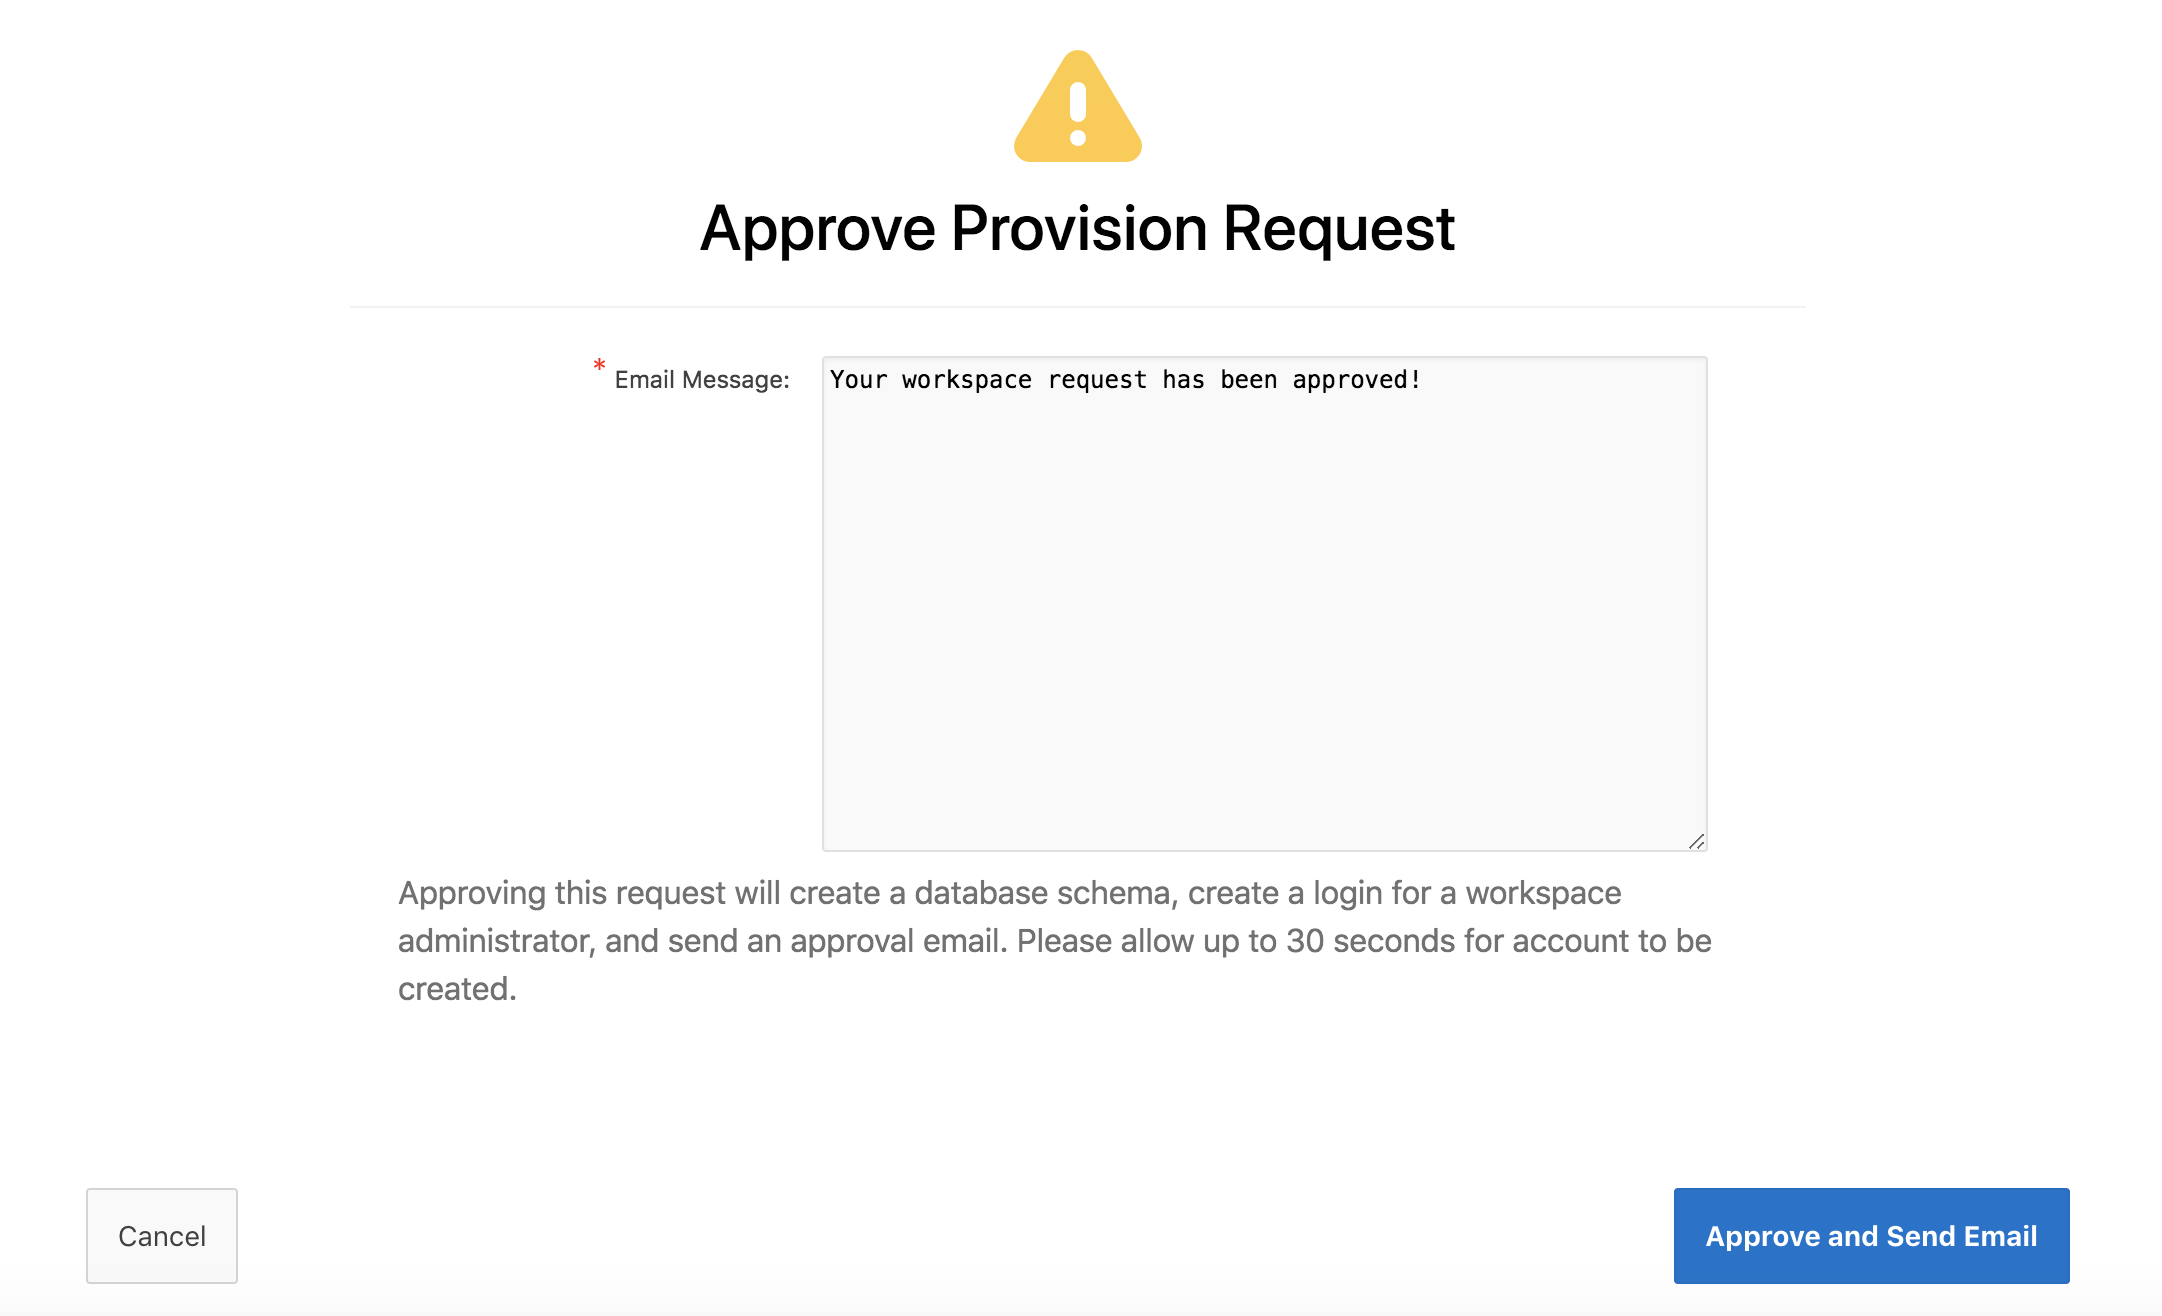 Approve Provision Request
* Email Message:
Your workspace request has been approved!
Approving this request will create a database schema, create a login for a workspace
administrator, and send an approval email. Please allow up to 30 seconds for account to be
created.
Cancel
Approve and Send Email